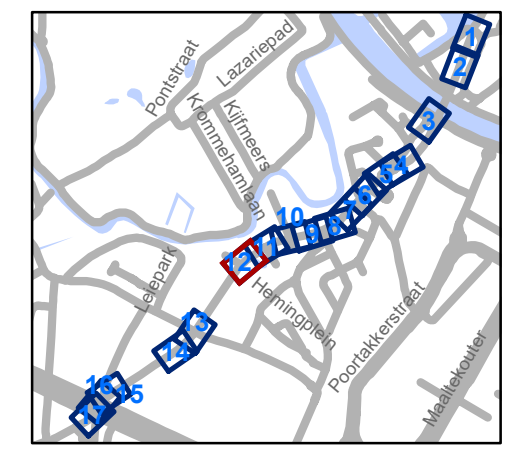 1
2
Lazariepad
Pontstraat
3
Kijfmeers
Krommehamlaan
4
5
6
7
8
9
10
11
12
Leiepark
Hemingplein
Poortakkerstraat
Maaltekouter
13
14
15
16
17